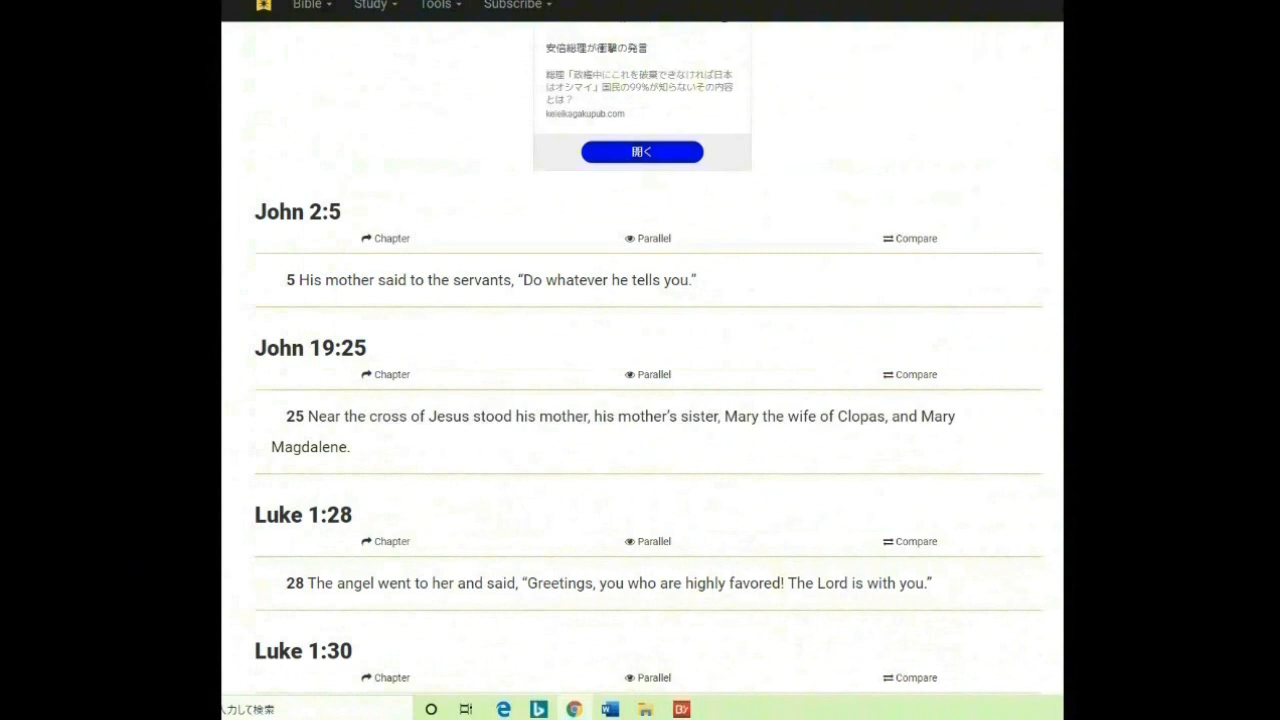 Bible Study Tools Subscribe
安倍総理が衝撃の発言
総理「政権中にこれを破棄できなければ日本
はオシマイ」国民の99%が知らないその内容
とは？
keieikagakupub.com
開く
John 2:5
Chapter Parallel Compare
5 His mother said to the servants, “Do whatever he tells you.”
John 19:25
Chapter Parallel Compare
25 Near the cross of Jesus stood his mother, his mother’s sister, Mary the wife of Clopas, and Mary
Magdalene.
Luke 1:28
Chapter Parallel Compare
28 The angel went to her and said, “Greetings, you who are highly favored! The Lord is with you.”
Luke 1:30
Chapter Parallel Compare
入力して検索